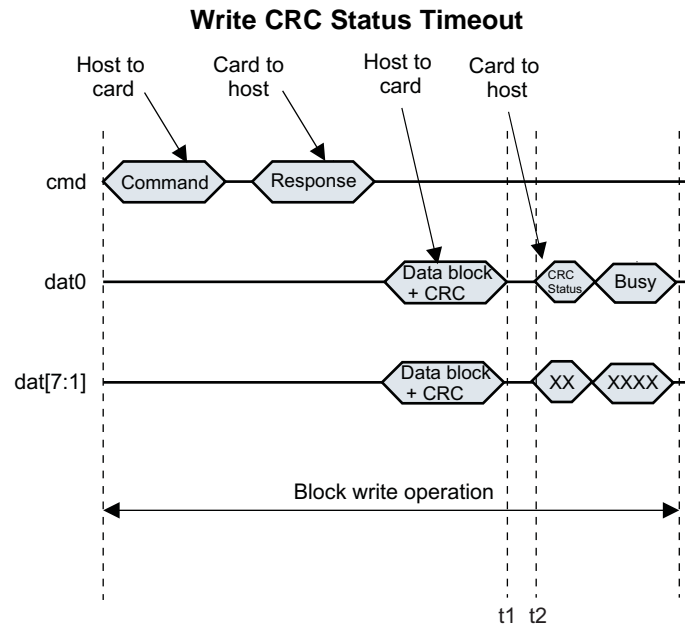 Write CRC Status Timeout
Host to
card
Card to
host
Host to
card
Card to
host
cmd
Command
Response
dat0
Data block
+ CRC
CRC
Status
Busy
dat[7:1]
Data block
+ CRC
XX
XXXX
Block write operation
t1 t2